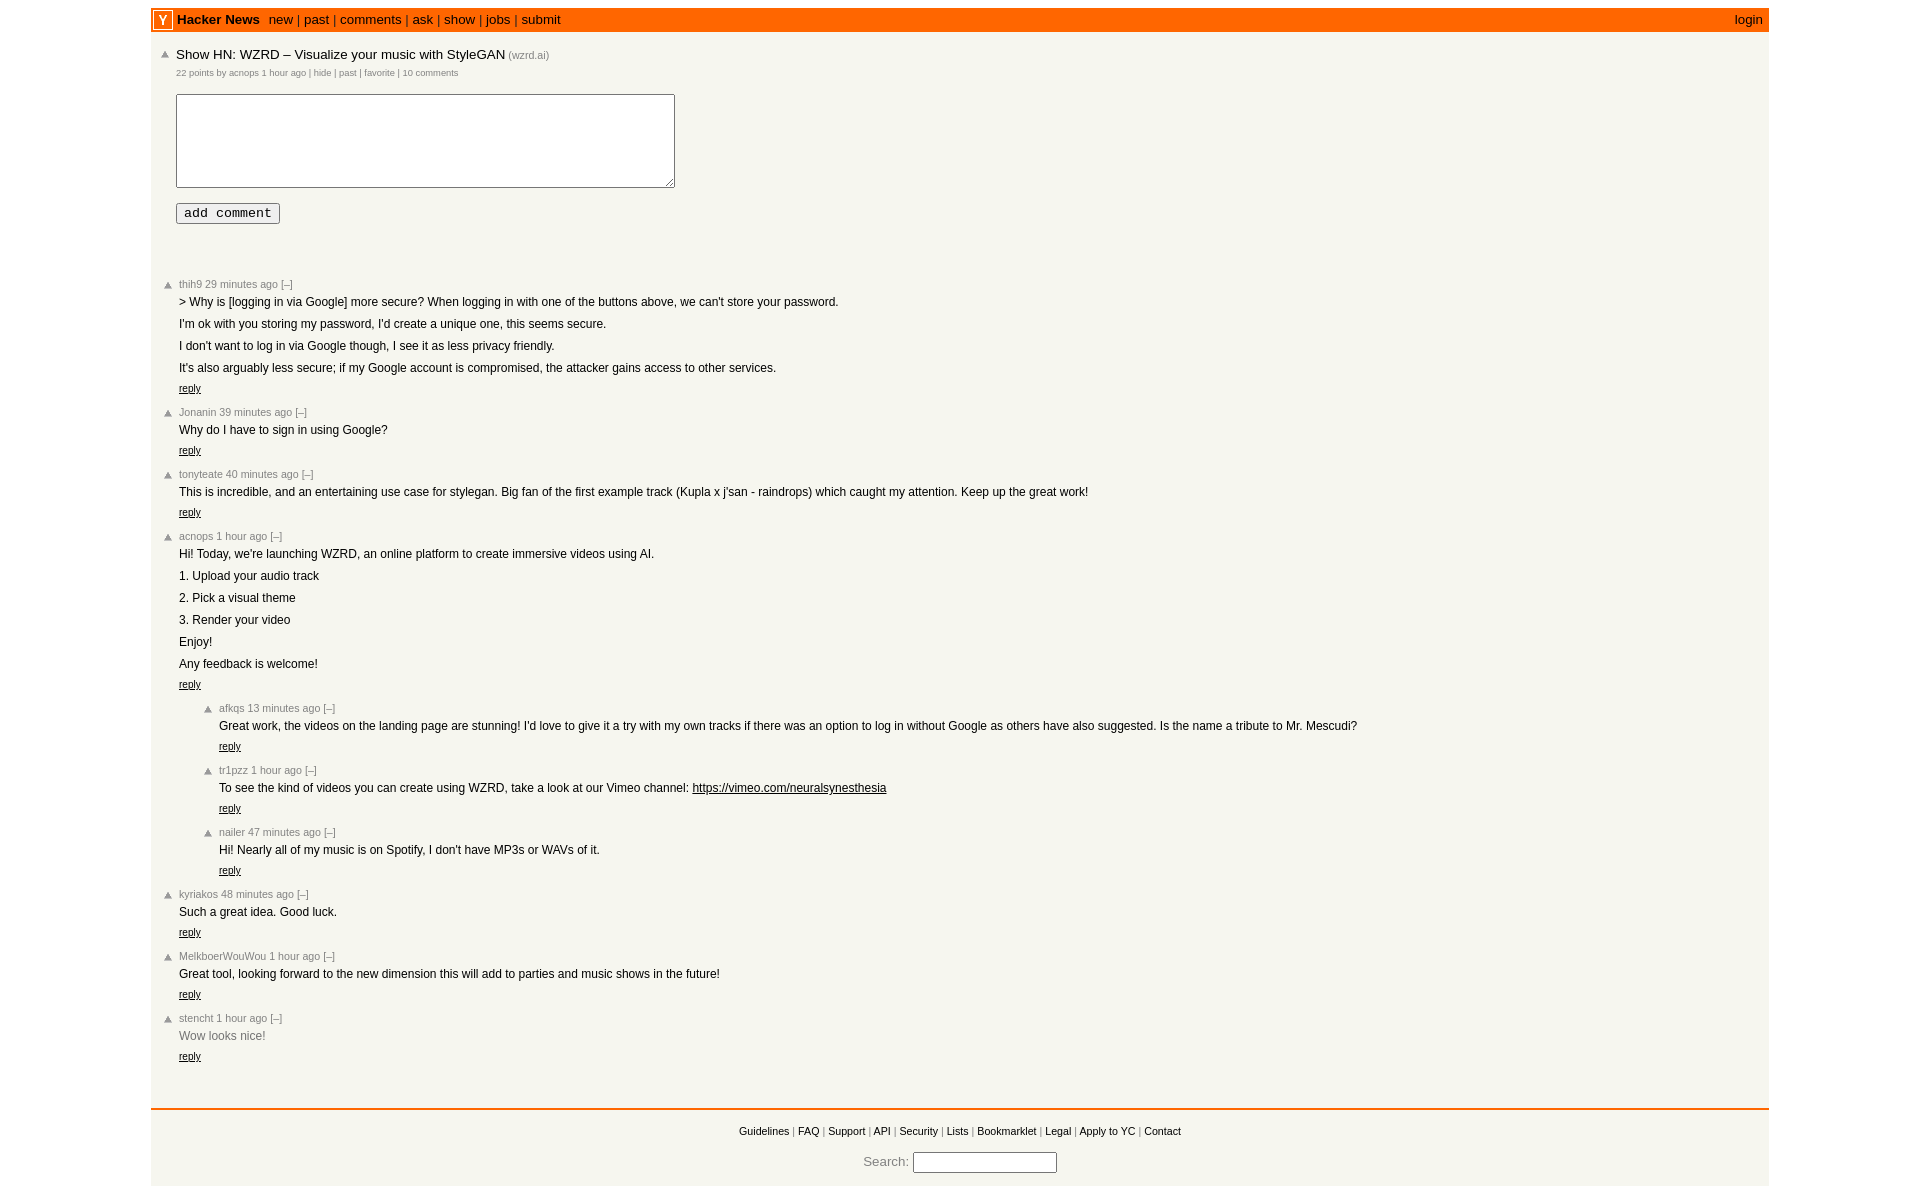 Y Hacker News new | past | comments | ask | show | jobs | submit login
Show HN: WZRD – Visualize your music with StyleGAN (wzrd.ai)
22 points by acnops 1 hour ago | hide | past | favorite | 10 comments
add comment
thih9 29 minutes ago [–]
> Why is [logging in via Google] more secure? When logging in with one of the buttons above, we can't store your password.
I'm ok with you storing my password, I'd create a unique one, this seems secure.
I don't want to log in via Google though, I see it as less privacy friendly.
It's also arguably less secure; if my Google account is compromised, the attacker gains access to other services.
reply
Jonanin 39 minutes ago [–]
Why do I have to sign in using Google?
reply
tonyteate 40 minutes ago [–]
This is incredible, and an entertaining use case for stylegan. Big fan of the first example track (Kupla x j'san - raindrops) which caught my attention. Keep up the great work!
reply
acnops 1 hour ago [–]
Hi! Today, we're launching WZRD, an online platform to create immersive videos using AI.
1. Upload your audio track
2. Pick a visual theme
3. Render your video
Enjoy!
Any feedback is welcome!
reply
afkqs 13 minutes ago [–]
Great work, the videos on the landing page are stunning! I'd love to give it a try with my own tracks if there was an option to log in without Google as others have also suggested. Is the name a tribute to Mr. Mescudi?
reply
tr1pzz 1 hour ago [–]
To see the kind of videos you can create using WZRD, take a look at our Vimeo channel: https://vimeo.com/neuralsynesthesia
reply
nailer 47 minutes ago [–]
Hi! Nearly all of my music is on Spotify, I don't have MP3s or WAVs of it.
reply
kyriakos 48 minutes ago [–]
Such a great idea. Good luck.
reply
MelkboerWouWou 1 hour ago [–]
Great tool, looking forward to the new dimension this will add to parties and music shows in the future!
reply
stencht 1 hour ago [–]
Wow looks nice!
reply
Guidelines | FAQ | Support | API | Security | Lists | Bookmarklet | Legal | Apply to YC | Contact
Search: